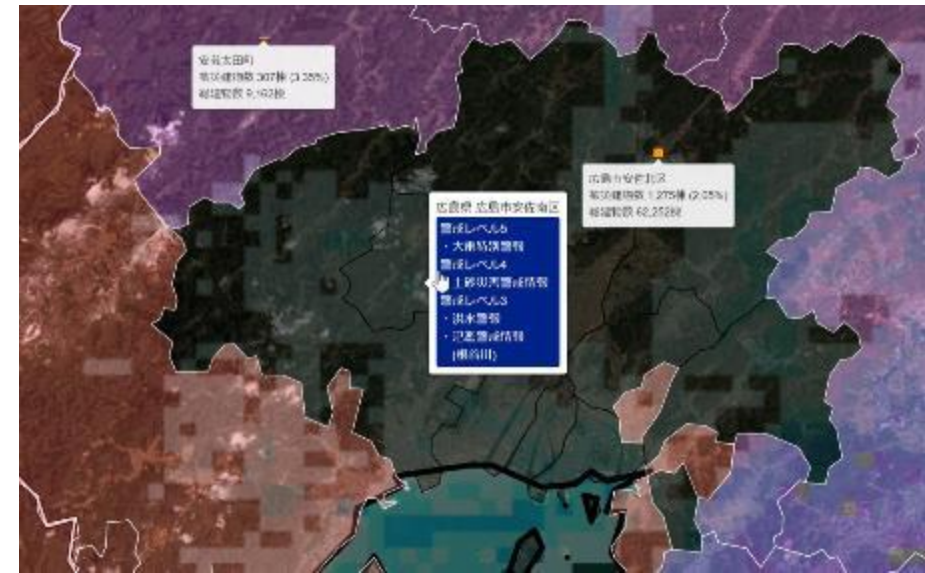 安芸太田町
被災建物数 307棟 (3.35%)
総建物数 9,162棟
広島市安佐北区
被災建物数 1,275棟 (2.05%)
総建物数 62,252棟
広島県 広島市安佐南区
警戒レベル5
・大雨特別警報
警戒レベル4
土砂災害警戒情報
警戒レベル3
・洪水警報
・氾濫警戒情報
(根谷川)